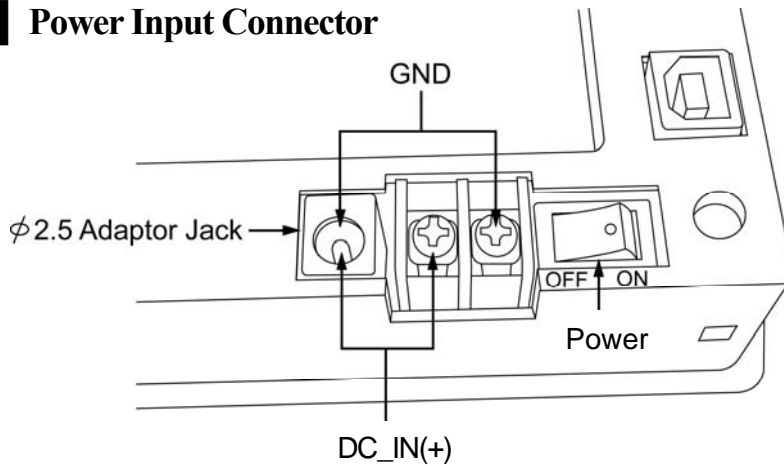 Power Input Connector
GND
ϕ2.5 Adaptor Jack
OFF ON
Power
DC_IN(+)